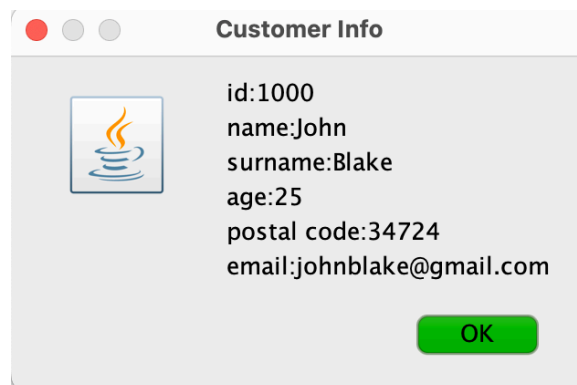 Customer Info
id:1000
name:John
surname:Blake
age:25
postal code:34724
email:johnblake@gmail.com
OK